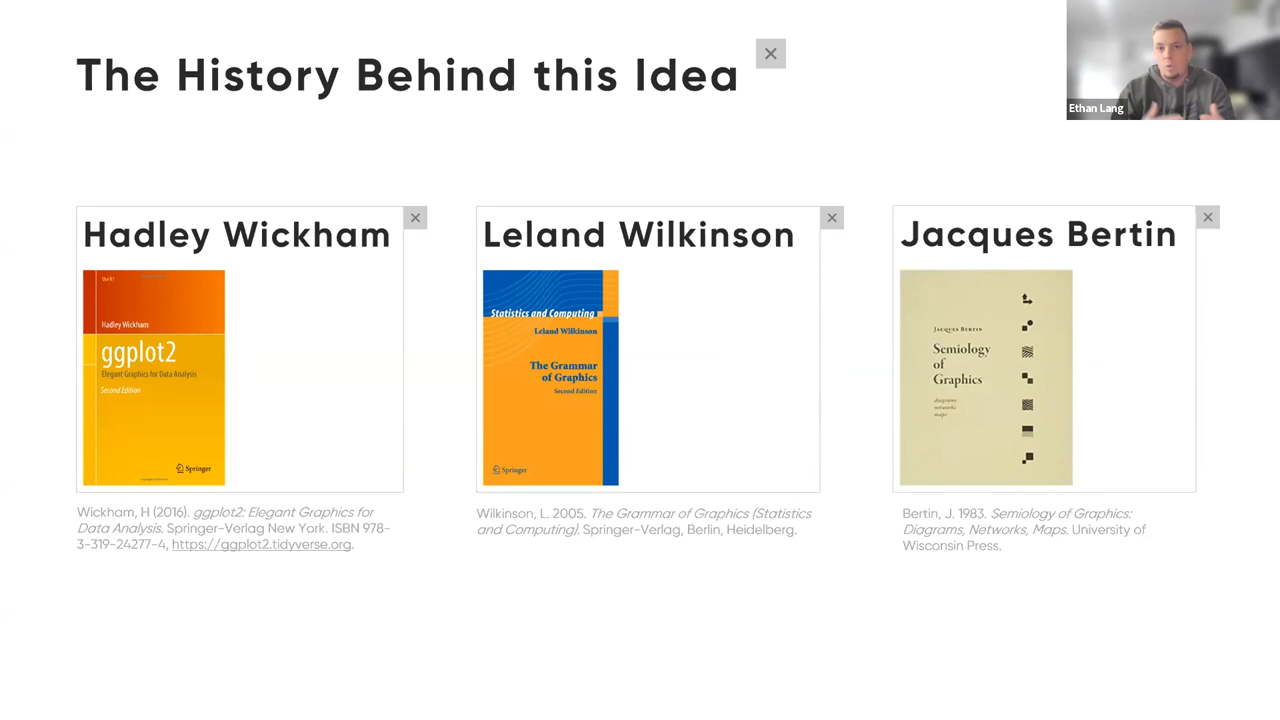 The History Behind this Idea
Ethan Lang
Hadley Wickham
Use R!
Hadley Wickham
ggplot2
Elegant Graphics for Data Analysis
Second Edition
Springer
Wickham, H (2016). ggplot2: Elegant Graphics for
Data Analysis. Springer-Verlag New York. ISBN 978-
3-319-24277-4, https://ggplot2.tidyverse.org.
Leland Wilkinson
Statistics and Computing
Leland Wilkinson
The Grammar
of Graphics
Second Edition
Springer
Wilkinson, L. 2005. The Grammar of Graphics (Statistics
and Computing). Springer-Verlag, Berlin, Heidelberg.
Jacques Bertin
JACQUES BERTIN
Semiology
of
Graphics
diagrams
networks
maps
Bertin, J. 1983. Semiology of Graphics:
Diagrams, Networks, Maps. University of
Wisconsin Press.